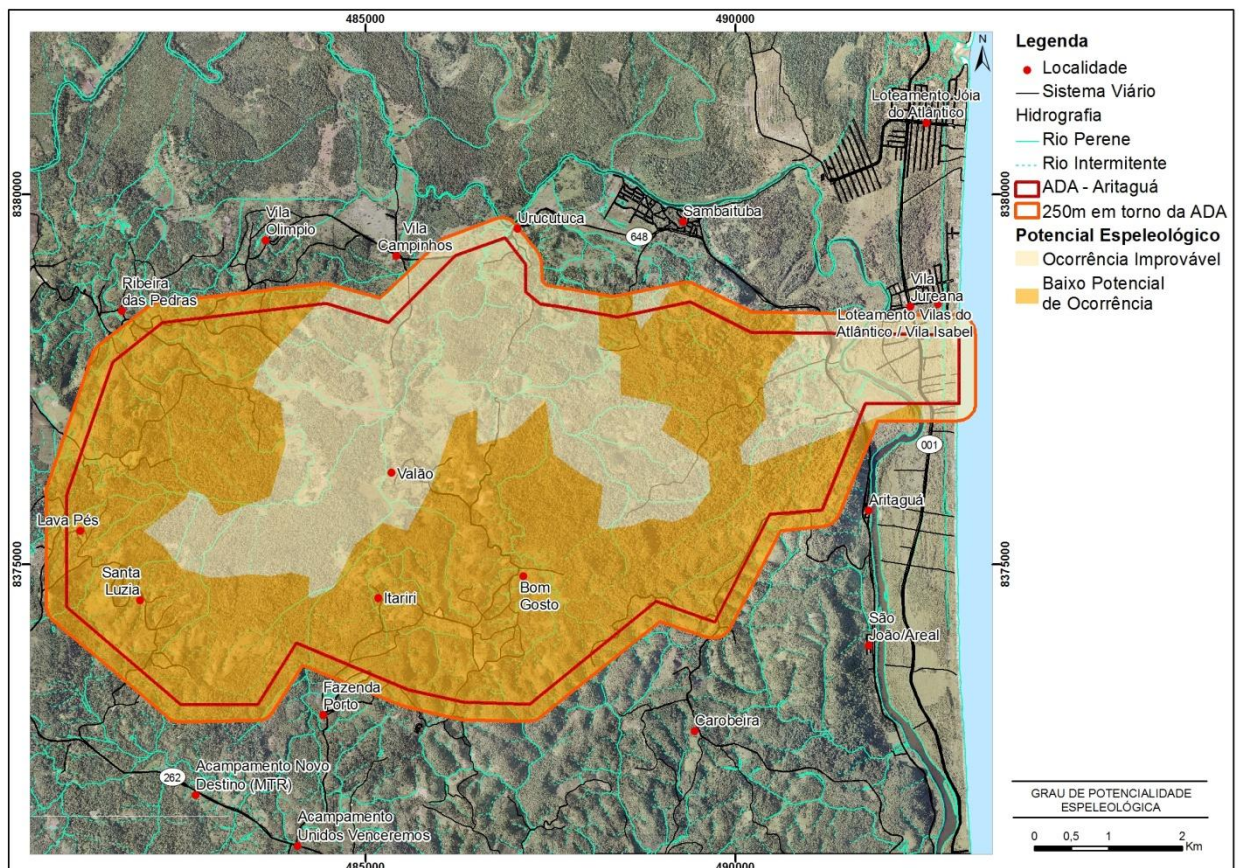 485000
490000
N
Legenda
Localidade
Sistema Viário
Hidrografia
Rio Perene
Rio Intermitente
ADA - Aritaguá
250m em torno da ADA
Potencial Espeleológico
Ocorrência Improvável
Baixo Potencial
de Ocorrência
Loteamento Jóia
do Atlântico
8380000
8380000
Vila
Olimpio
Vila
Campinhos
Urucutuca
648
Sambaituba
Ribeira
das Pedras
Vila
Jureana
Loteamento Vilas do
Atlântico / Vila Isabel
001
Valão
Aritaguá
Lava Pés
8375000
8375000
Santa
Luzia
Itariri
Bom
Gosto
São
João/Areal
Fazenda
Porto
Carobeira
262
Acampamento Novo
Destino (MTR)
Acampamento
Unidos Venceremos
GRAU DE POTENCIALIDADE
ESPELEOLÓGICA
0 0,5 1 2
Km
485000
490000